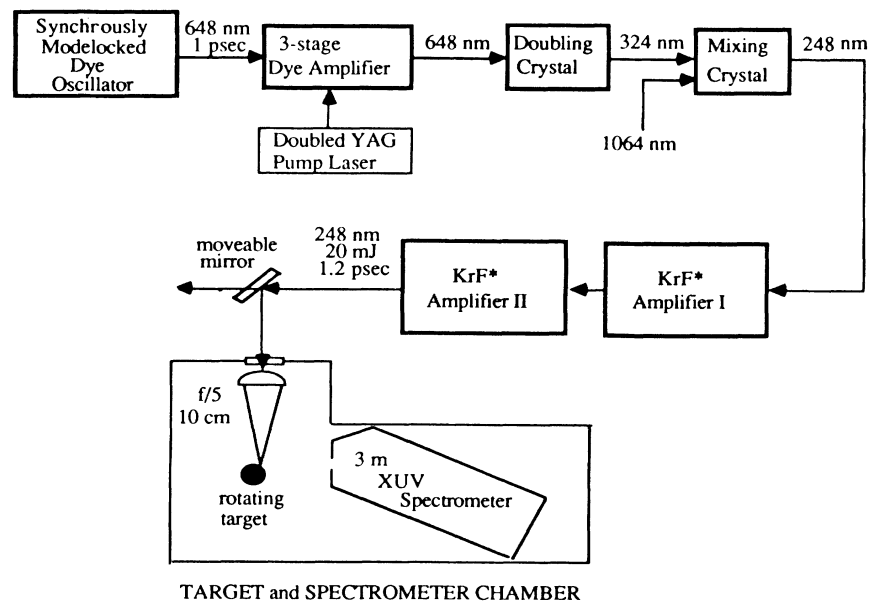 Synchrously
Modelocked
Dye
Oscillator
648 nm
1 psec
3-stage
Dye Amplifier
648 nm
Doubling
Crystal
324 nm
Mixing
Crystal
248 nm
Doubled YAG
Pump Laser
1064 nm
moveable
mirror
248 nm
20 mJ
1.2 psec
KrF*
Amplifier II
KrF*
Amplifier I
f/5
10 cm
rotating
target
3 m
XUV
Spectrometer
TARGET and SPECTROMETER CHAMBER